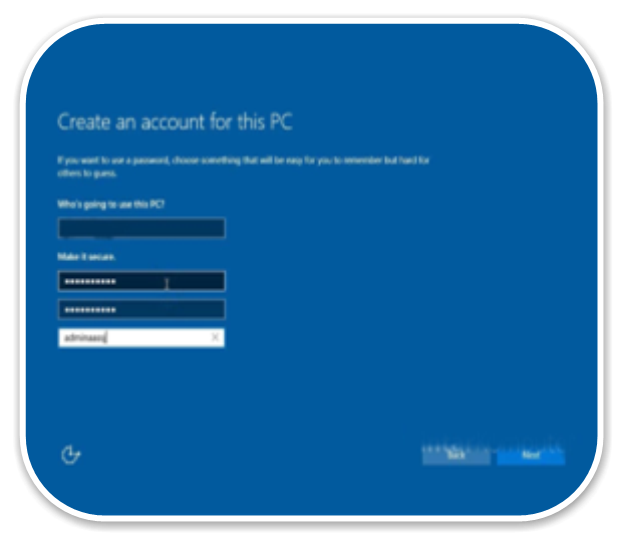 Create an account for this PC
If you want to use a password, choose something that will be easy for you to remember but hard for
others to guess.
Who's going to use this PC?
Make it secure.
••••••••••
••••••••••
Back
Next